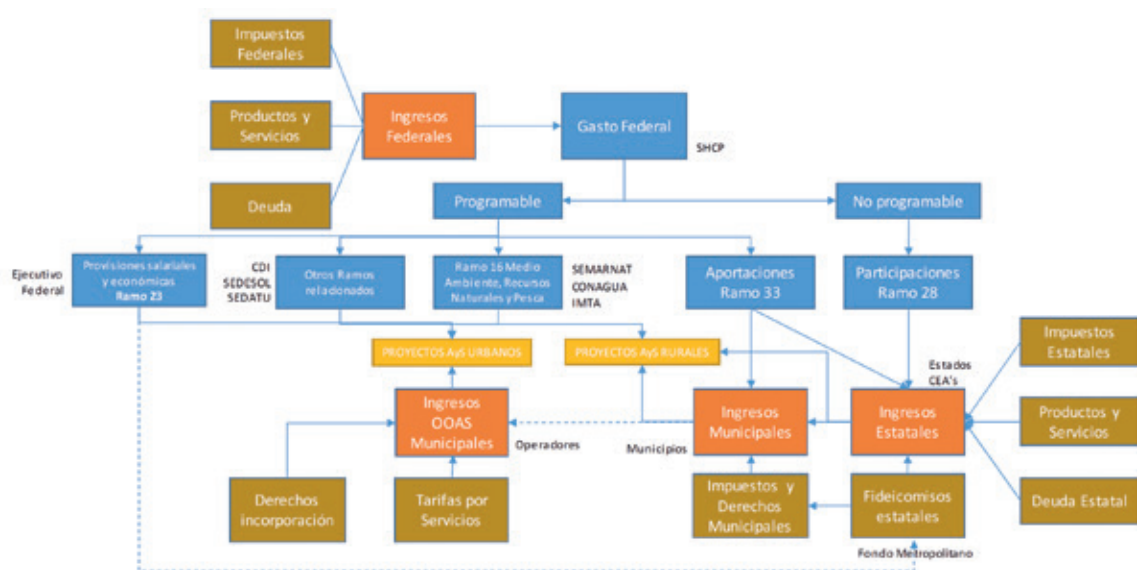 Impuestos
Federales
Productos y
Servicios
Deuda
Ingresos
Federales
Gasto Federal
SHCP
Programable
No programable
Ejecutivo
Federal
Provisiones salariales
y económicas
Ramo 23
CDI
SEDESOL
SEDATU
Otros Ramos
relacionados
Ramo 16 Medio
Ambiente, Recursos
Naturales y Pesca
SEMARNAT
CONAGUA
IMTA
Aportaciones
Ramo 33
Participaciones
Ramo 28
PROYECTOS AyS URBANOS
PROYECTOS AyS RURALES
Estados
CEA's
Impuestos
Estatales
Ingresos
OOAS
Municipales
Operadores
Municipios
Ingresos
Municipales
Ingresos
Estatales
Productos y
Servicios
Derechos
incorporación
Tarifas por
Servicios
Impuestos y
Derechos
Municipales
Fideicomisos
estatales
Deuda Estatal
Fondo Metropolitano